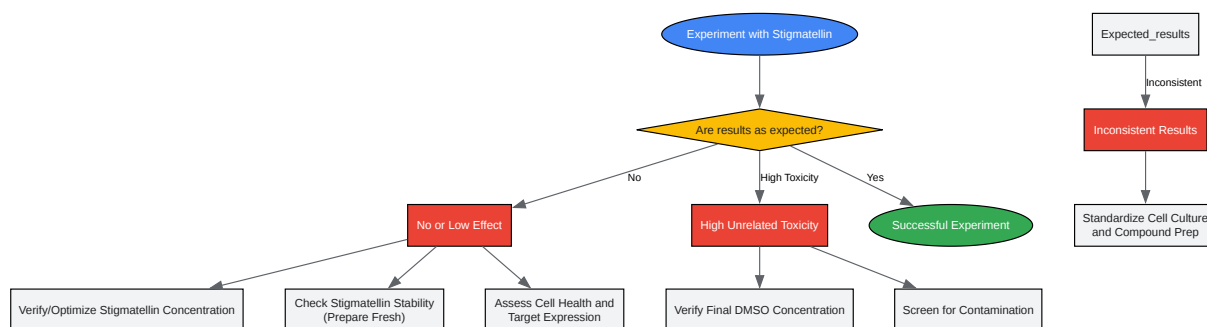 Experiment with Stigmatellin
Expected_results
Inconsistent
Are results as expected?
Inconsistent Results
No
High Toxicity
Yes
No or Low Effect
High Unrelated Toxicity
Successful Experiment
Standardize Cell Culture
and Compound Prep
Verify/Optimize Stigmatellin Concentration
Check Stigmatellin Stability
(Prepare Fresh)
Assess Cell Health and
Target Expression
Verify Final DMSO Concentration
Screen for Contamination